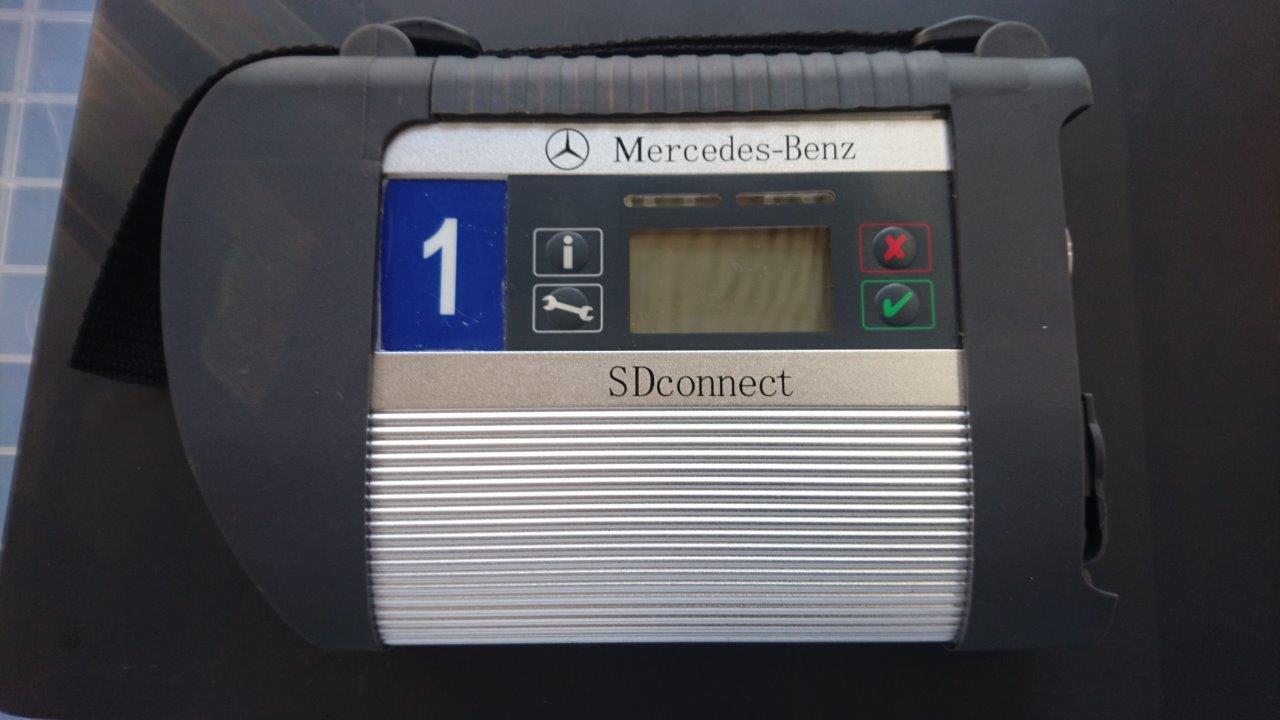 Mercedes-Benz
1
i
SDconnect